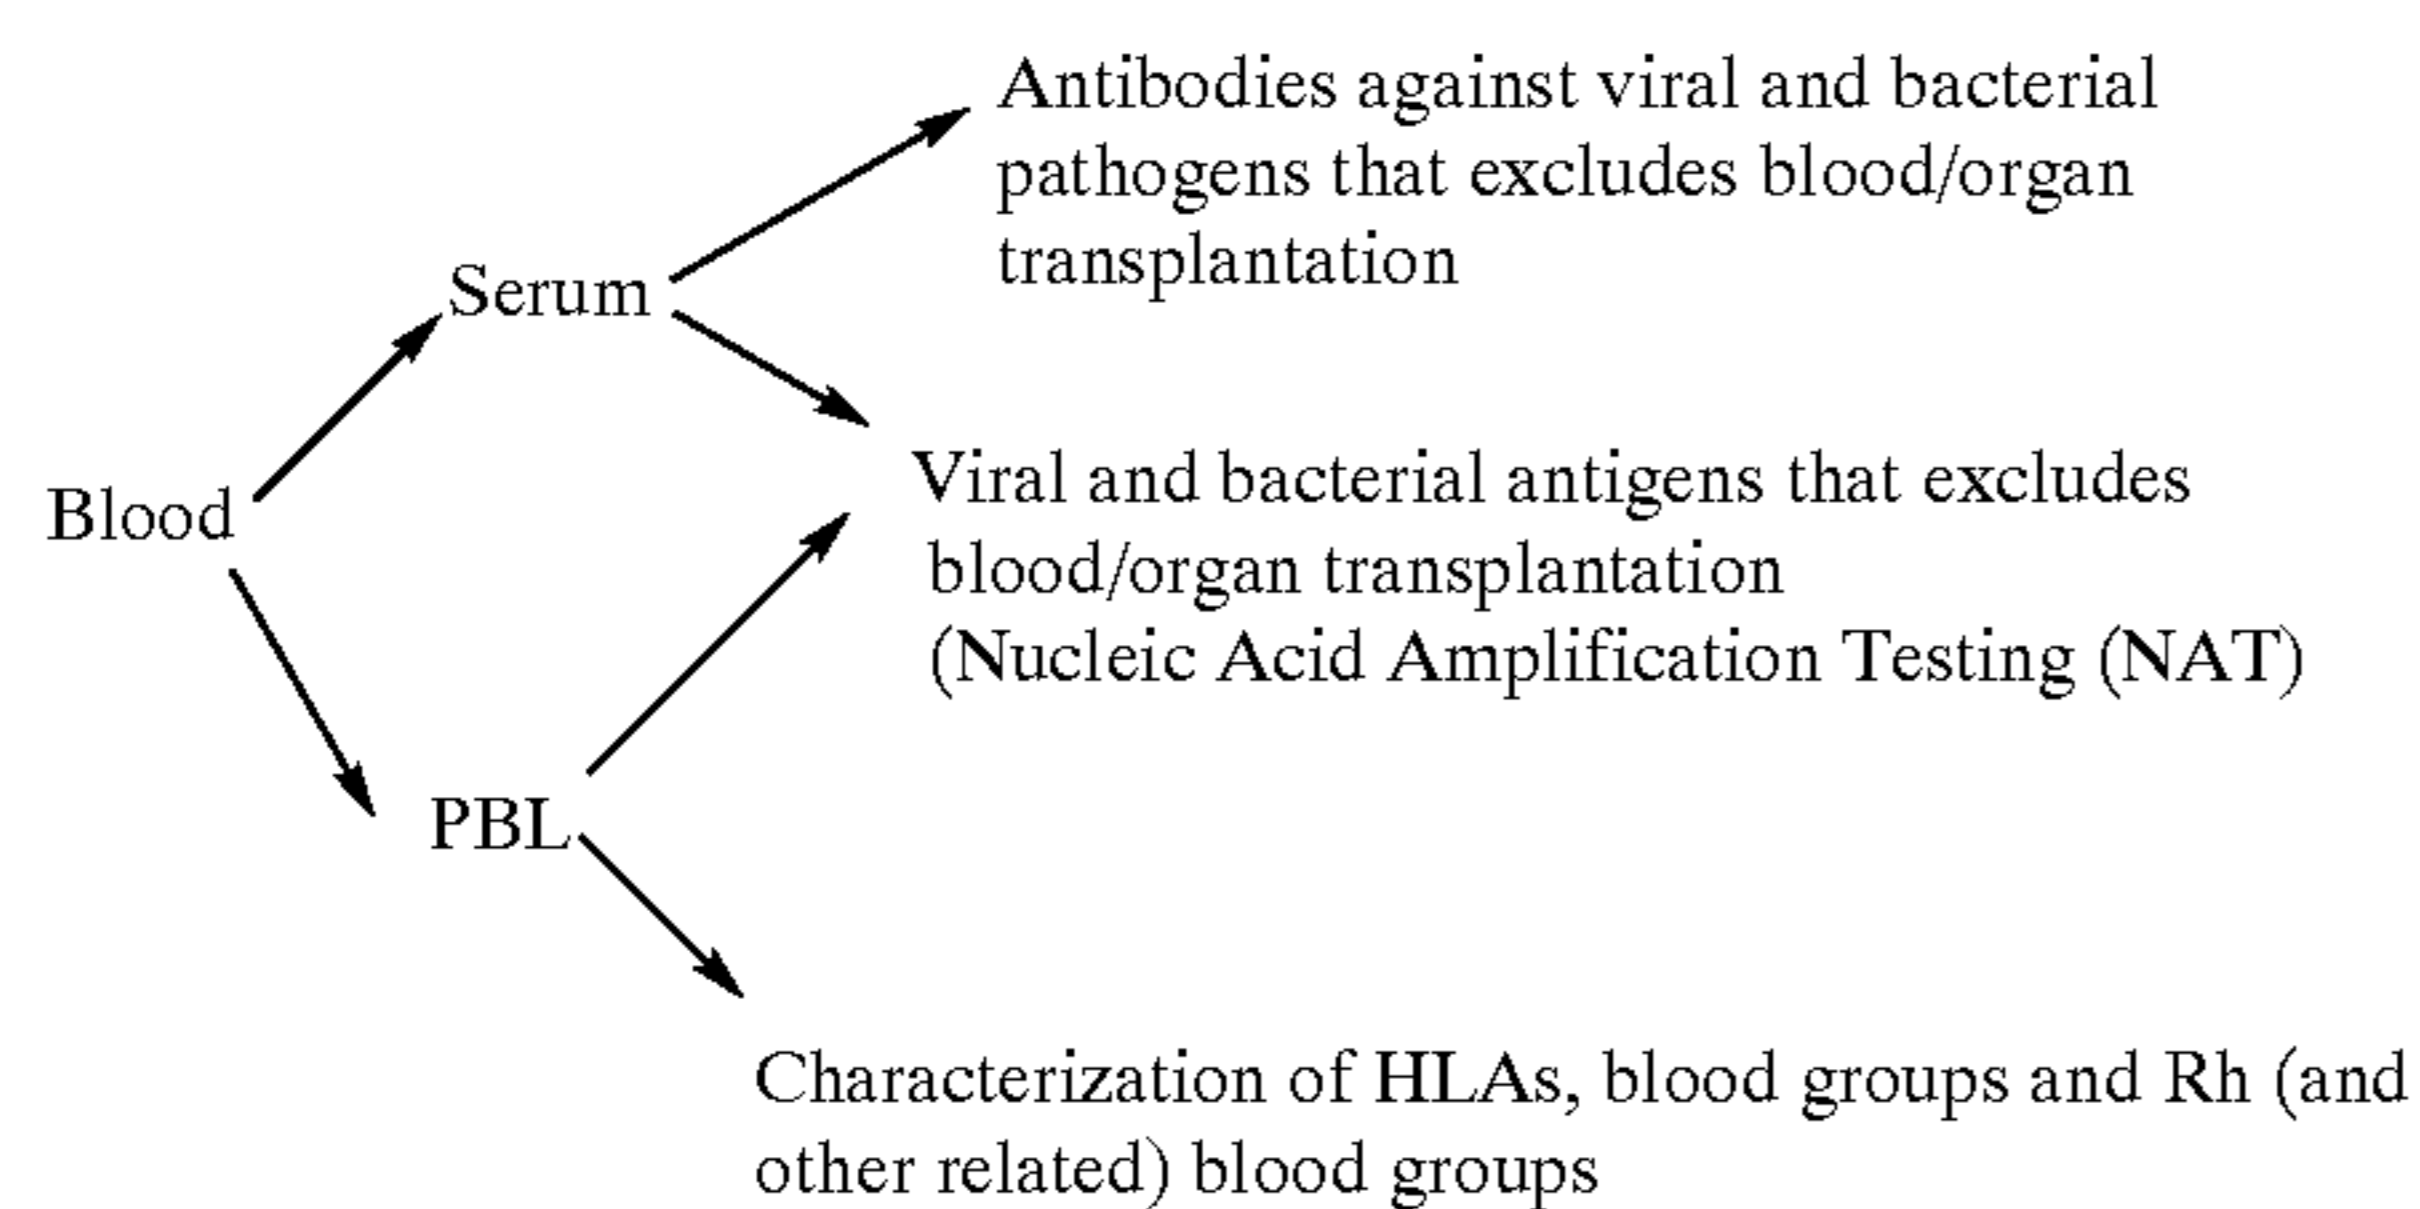 Antibodies against viral and bacterial
pathogens that excludes blood/organ
transplantation
Serum
Viral and bacterial antigens that excludes
blood/organ transplantation
(Nucleic Acid Amplification Testing (NAT)
Blood
PBL
Characterization of HLAs, blood groups and Rh (and
other related) blood groups